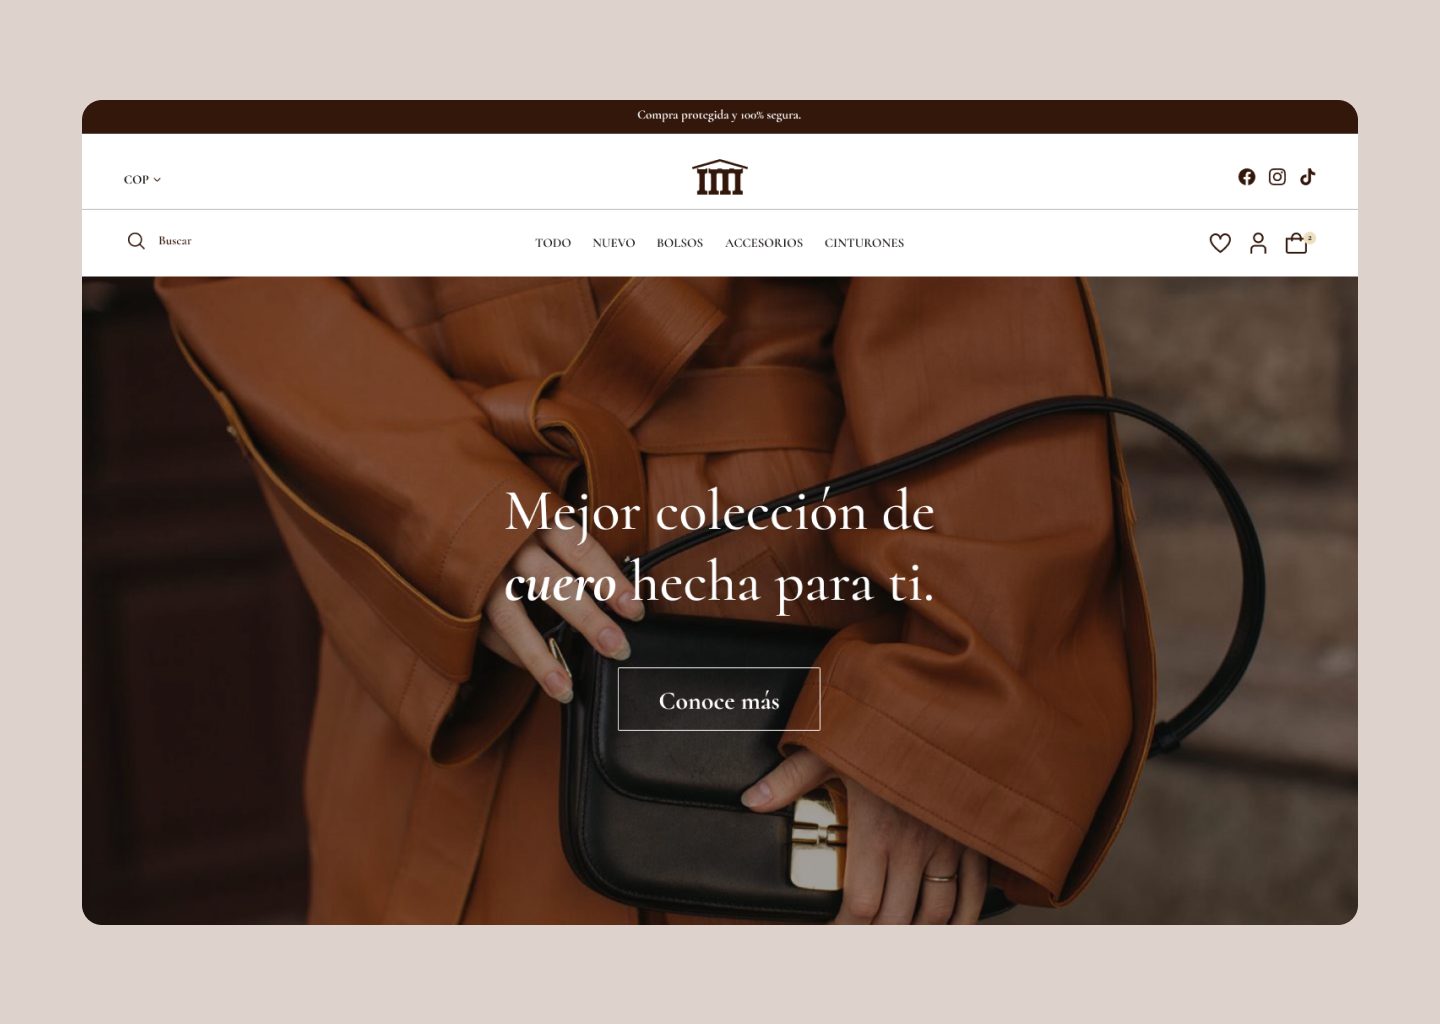 Compra protegida y 100% segura.
COP
Buscar
TODO NUEVO BOLSOS ACCESORIOS CINTURONES
2
Mejor colección de
cuero hecha para ti.
Conoce más